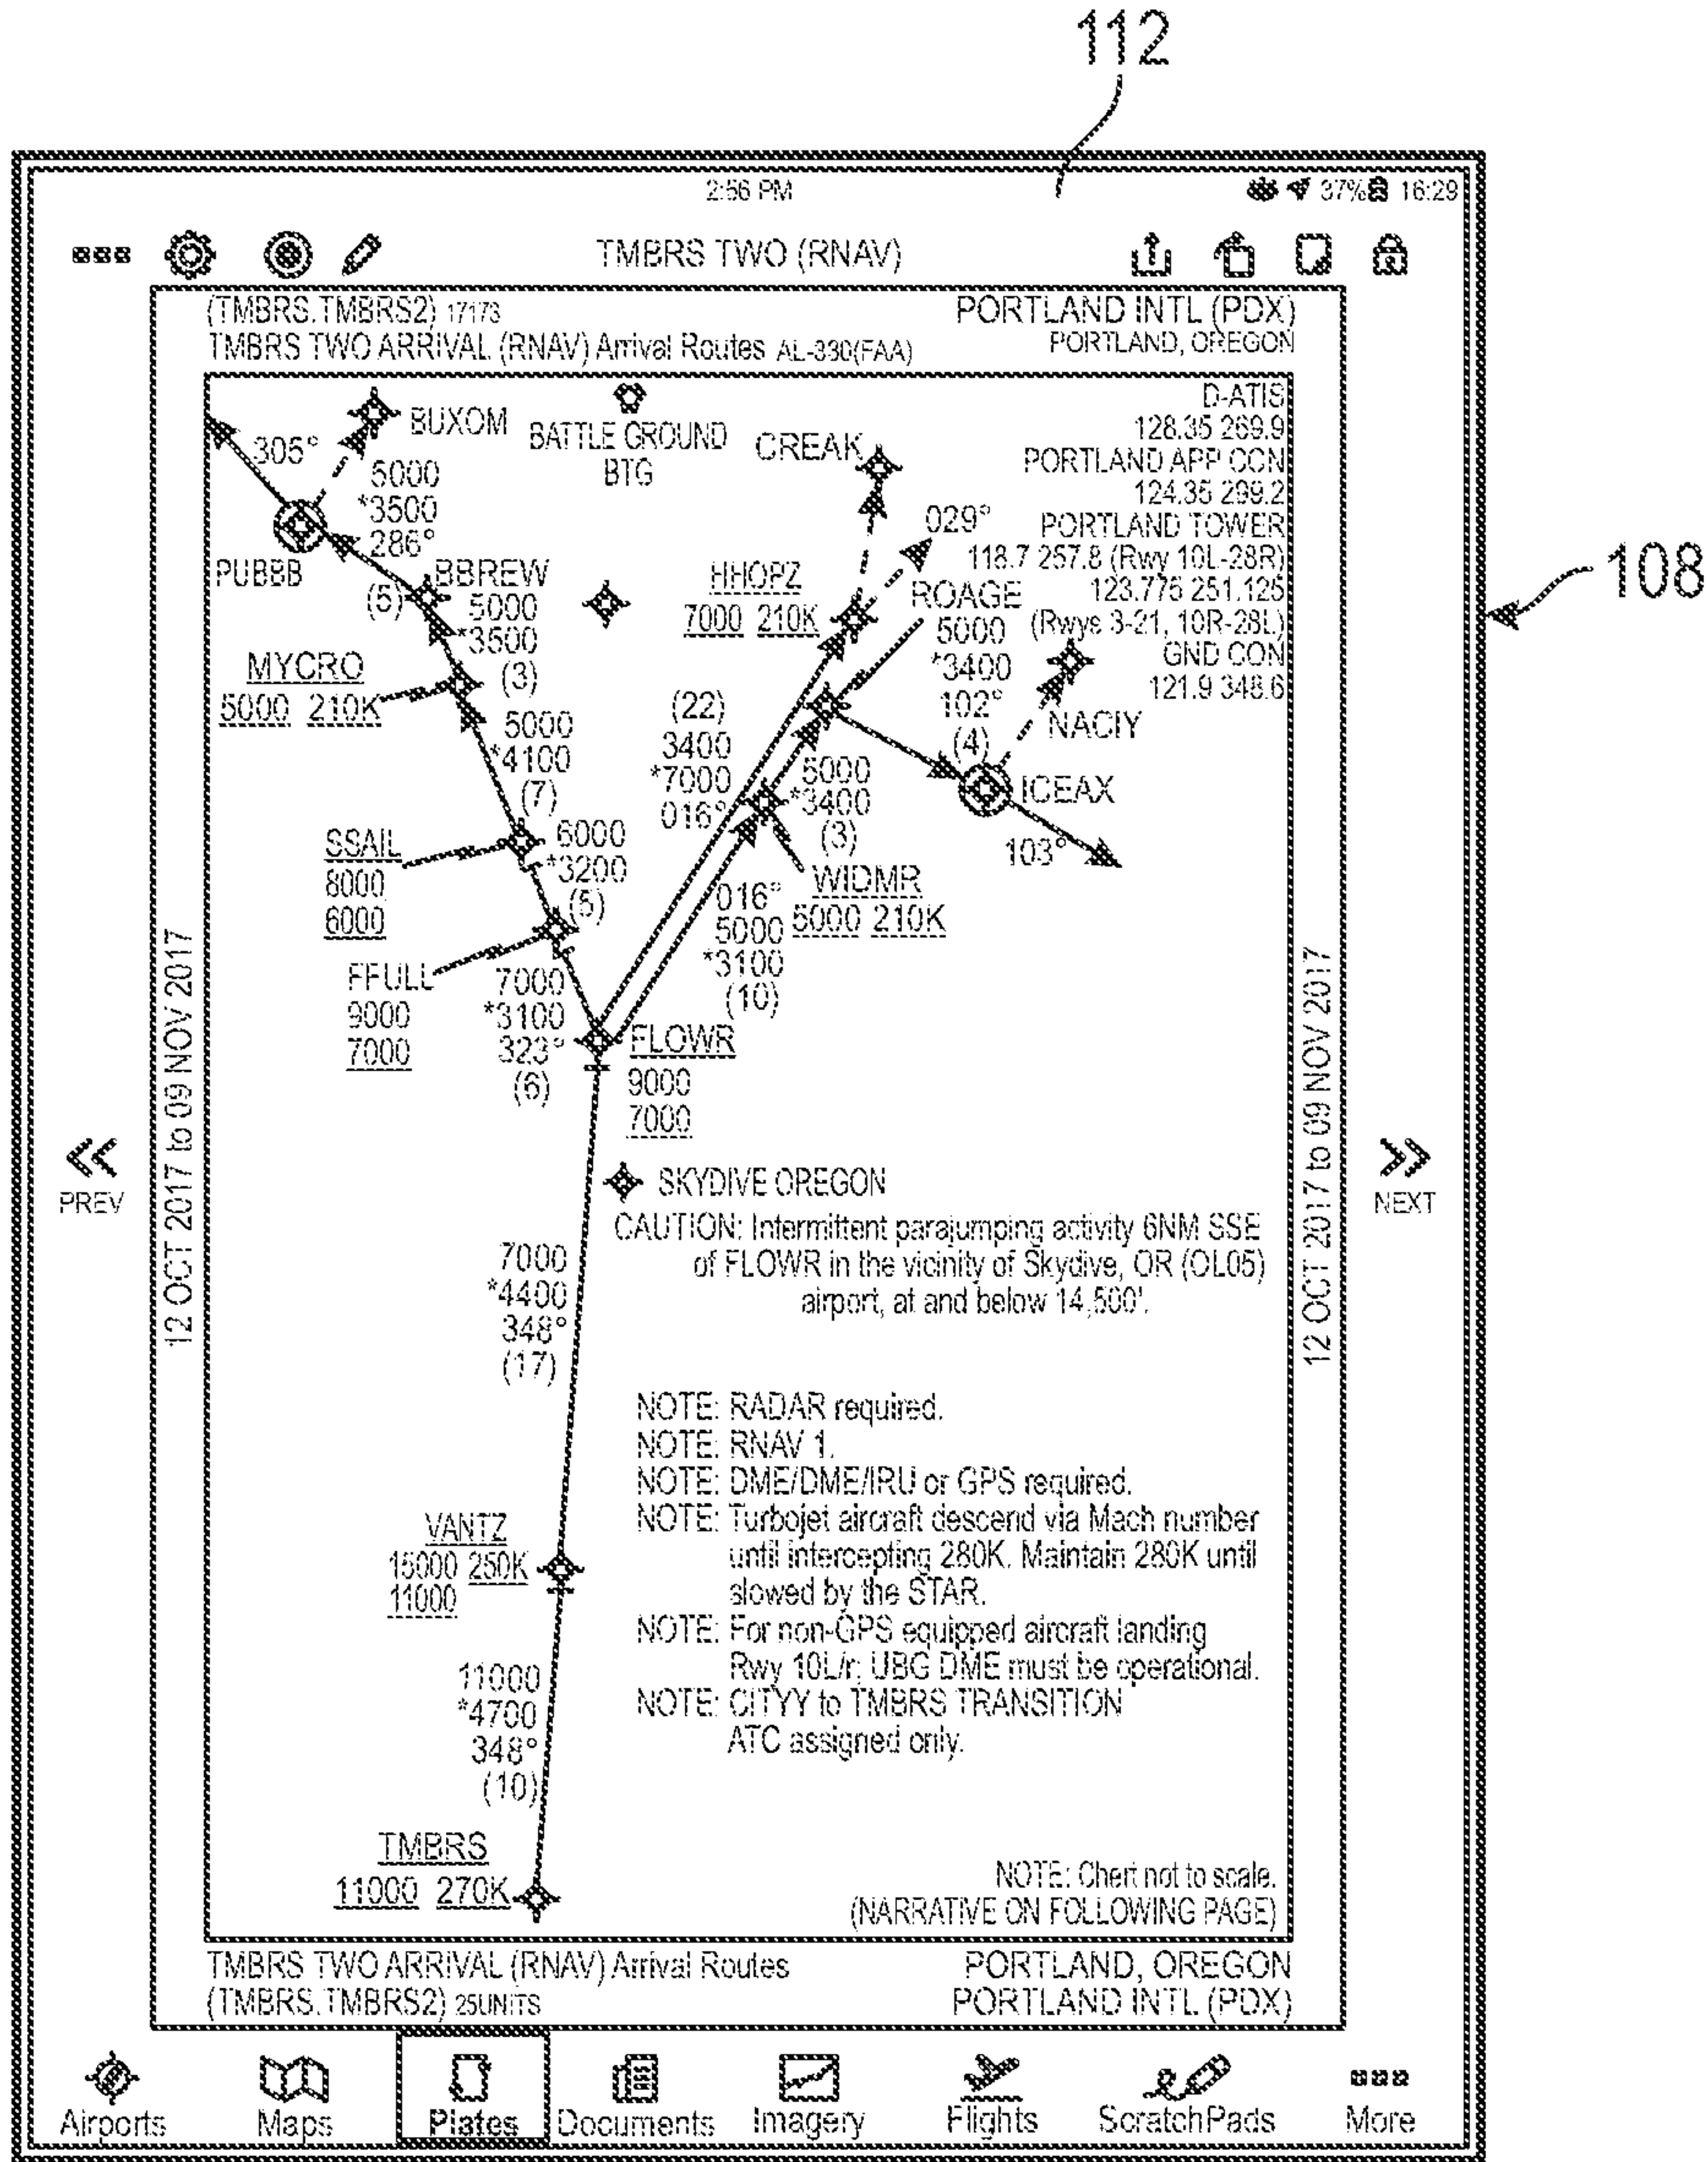 112
108
2:56 PM
37% 16:29
TMBRS TWO (RNAV)
(TMBRS.TMBRS2) 17173
PORTLAND INTL (PDX)
TMBRS TWO ARRIVAL (RNAV) Arrival Routes AL-330(FAA)
PORTLAND, OREGON
D-ATIS
128.35 269.9
PORTLAND APP CON
124.35 299.2
PORTLAND TOWER
118.7 257.8 (Rwy 10L-28R)
123.775 251.125
(Rwys 3-21, 10R-28L)
GND CON
121.9 348.6
BUXOM
BATTLE GROUND
BTG
CREAK
305°
5000
*3500
286°
(5)
PUBBB
BBREW
5000
*3500
(3)
MYCRO
5000 210K
5000
*4100
(7)
SSAIL
8000
6000
6000
*3200
(5)
FFULL
9000
7000
7000
*3100
323°
(6)
HHOPZ
7000 210K
029°
ROAGE
5000
*3400
102°
(4)
NACIY
ICEAX
103°
(22)
3400
*7000
016°
5000
*3400
(3)
WIDMR
5000 210K
016°
5000
*3100
(10)
FLOWR
9000
7000
SKYDIVE OREGON
CAUTION: Intermittent parajumping activity 6NM SSE
of FLOWR in the vicinity of Skydive, OR (OL05)
airport, at and below 14,500'.
7000
*4400
348°
(17)
NOTE: RADAR required.
NOTE: RNAV 1.
NOTE: DME/DME/IRU or GPS required.
NOTE: Turbojet aircraft descend via Mach number
until intercepting 280K. Maintain 280K until
slowed by the STAR.
NOTE: For non-GPS equipped aircraft landing
Rwy 10L/r; UBG DME must be operational.
NOTE: CITYY to TMBRS TRANSITION
ATC assigned only.
VANTZ
15000 250K
11000
11000
*4700
348°
(10)
TMBRS
11000 270K
NOTE: Chert not to scale.
(NARRATIVE ON FOLLOWING PAGE)
12 OCT 2017 to 09 NOV 2017
12 OCT 2017 to 09 NOV 2017
PREV
NEXT
TMBRS TWO ARRIVAL (RNAV) Arrival Routes
PORTLAND, OREGON
(TMBRS.TMBRS2) 25UNITS
PORTLAND INTL (PDX)
Airports Maps Plates Documents Imagery Flights ScratchPads More